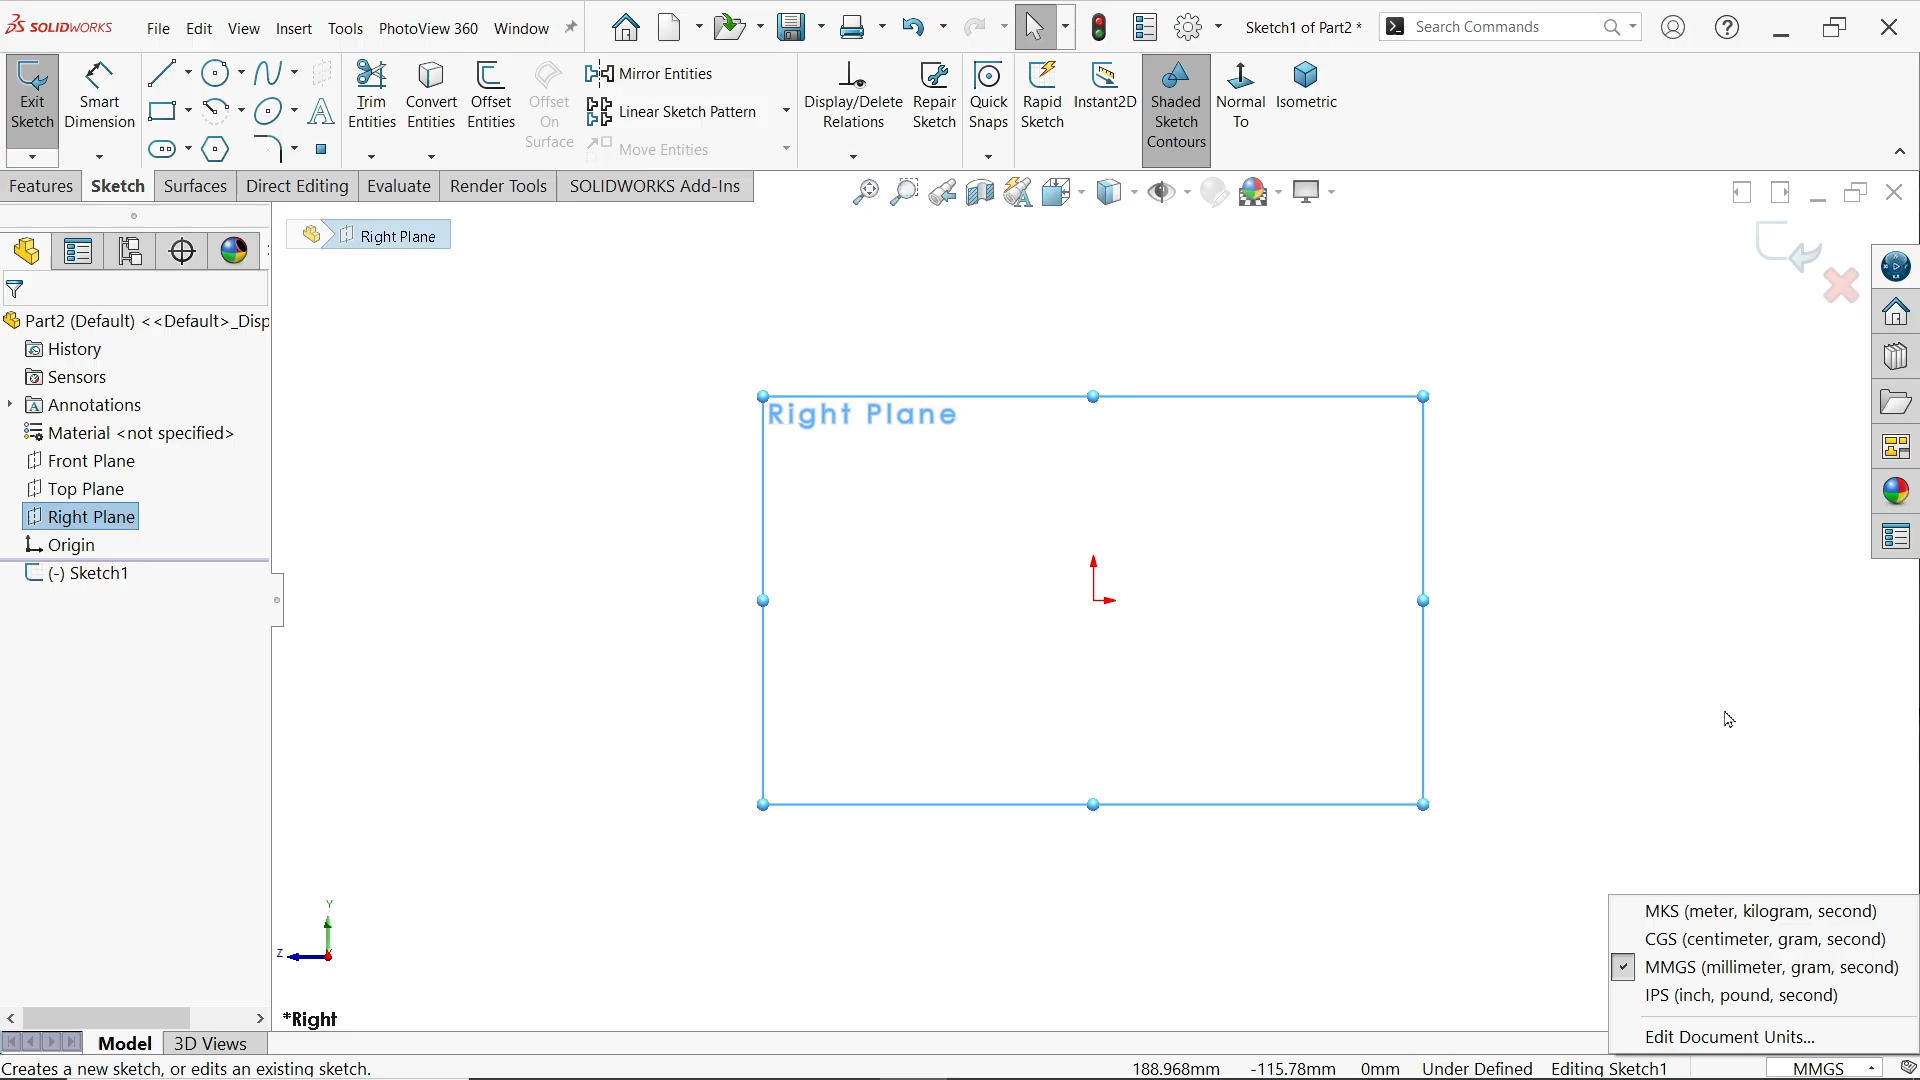 SOLIDWORKS File Edit View Insert Tools PhotoView 360 Window Sketch1 of Part2 * Search Commands
Exit Sketch
Smart Dimension
Trim Entities
Convert Entities
Offset Entities
Offset On Surface
Mirror Entities
Linear Sketch Pattern
Move Entities
Display/Delete Relations
Repair Sketch
Quick Snaps
Rapid Sketch
Instant2D
Shaded Sketch Contours
Normal To
Isometric
Features Sketch Surfaces Direct Editing Evaluate Render Tools SOLIDWORKS Add-Ins
Right Plane
Part2 (Default) <<Default>_Disp
History
Sensors
Annotations
Material <not specified>
Front Plane
Top Plane
Right Plane
Origin
(-) Sketch1
Right Plane
Y
Z
*Right
MKS (meter, kilogram, second)
CGS (centimeter, gram, second)
MMGS (millimeter, gram, second)
IPS (inch, pound, second)
Edit Document Units...
Model 3D Views
Creates a new sketch, or edits an existing sketch. 188.968mm -115.78mm 0mm Under Defined Editing Sketch1 MMGS